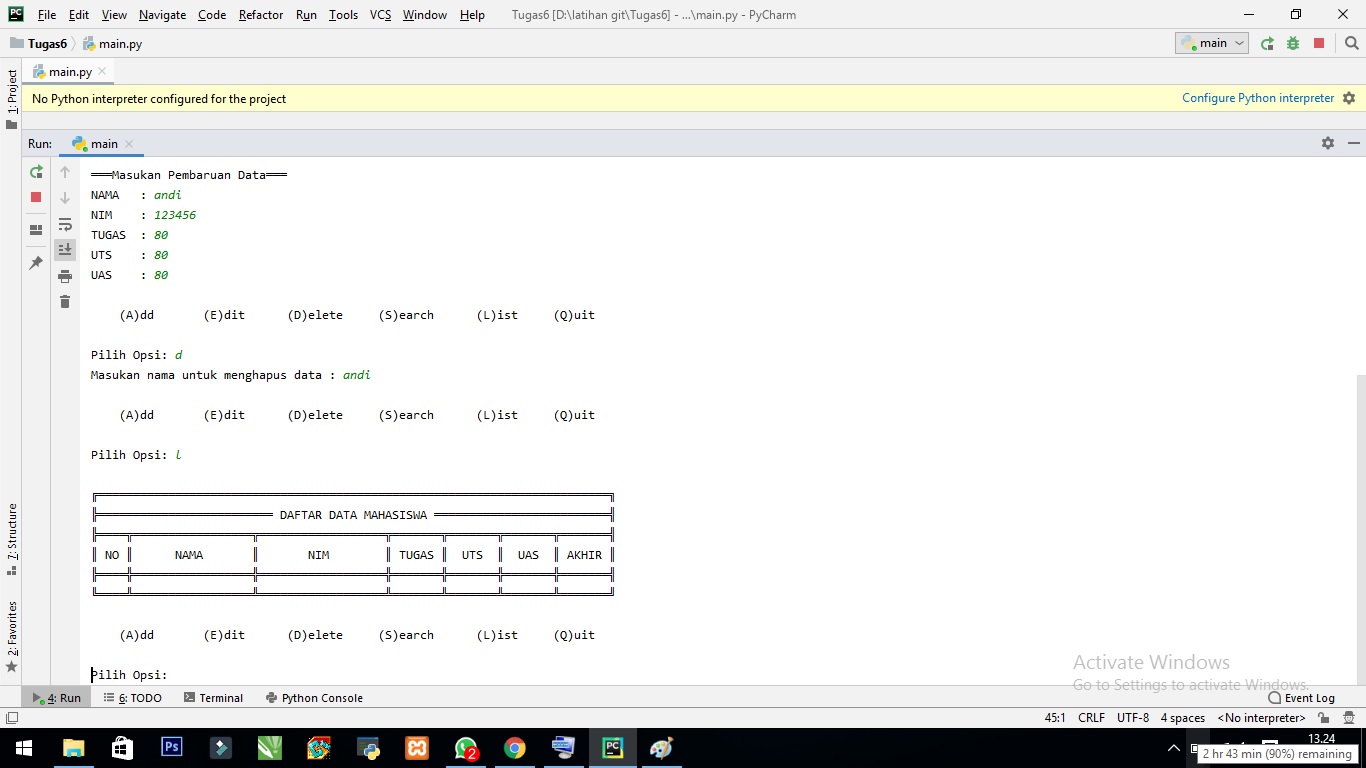 PC File Edit View Navigate Code Refactor Run Tools VCS Window Help Tugas6 [D:\latihan git\Tugas6] - ...\main.py - PyCharm
Tugas6 main.py main
1: Project
main.py
No Python interpreter configured for the project Configure Python interpreter
Run: main
═══Masukan Pembaruan Data═══
NAMA : andi
NIM : 123456
TUGAS : 80
UTS : 80
UAS : 80
(A)dd (E)dit (D)elete (S)earch (L)ist (Q)uit
Pilih Opsi: d
Masukan nama untuk menghapus data : andi
(A)dd (E)dit (D)elete (S)earch (L)ist (Q)uit
Pilih Opsi: l
DAFTAR DATA MAHASISWA
NO NAMA NIM TUGAS UTS UAS AKHIR
(A)dd (E)dit (D)elete (S)earch (L)ist (Q)uit
Pilih Opsi:
7: Structure
2: Favorites
Activate Windows
Go to Settings to activate Windows.
4: Run 6: TODO Terminal Python Console Event Log
45:1 CRLF UTF-8 4 spaces <No interpreter>
Ps 2 PC 13.24
2 hr 43 min (90%) remaining